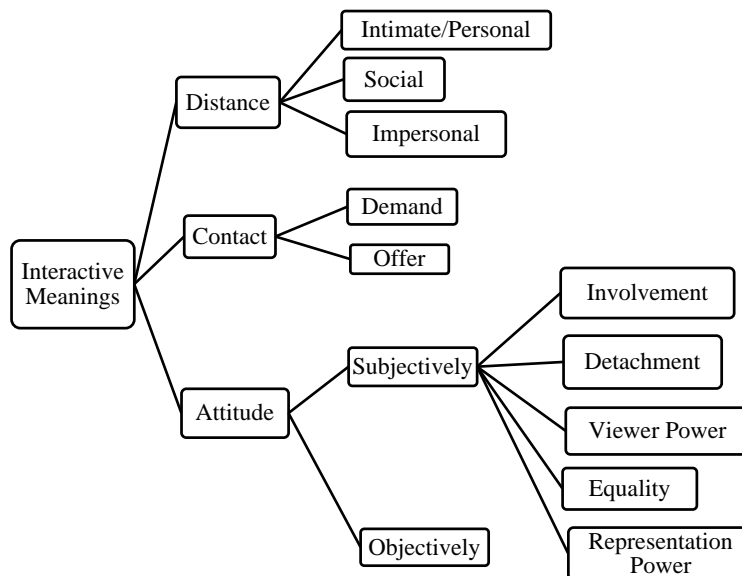 Intimate/Personal
Social
Distance
Impersonal
Demand
Contact
Offer
Interactive
Meanings
Involvement
Subjectively
Detachment
Attitude
Viewer Power
Equality
Objectively
Representation
Power